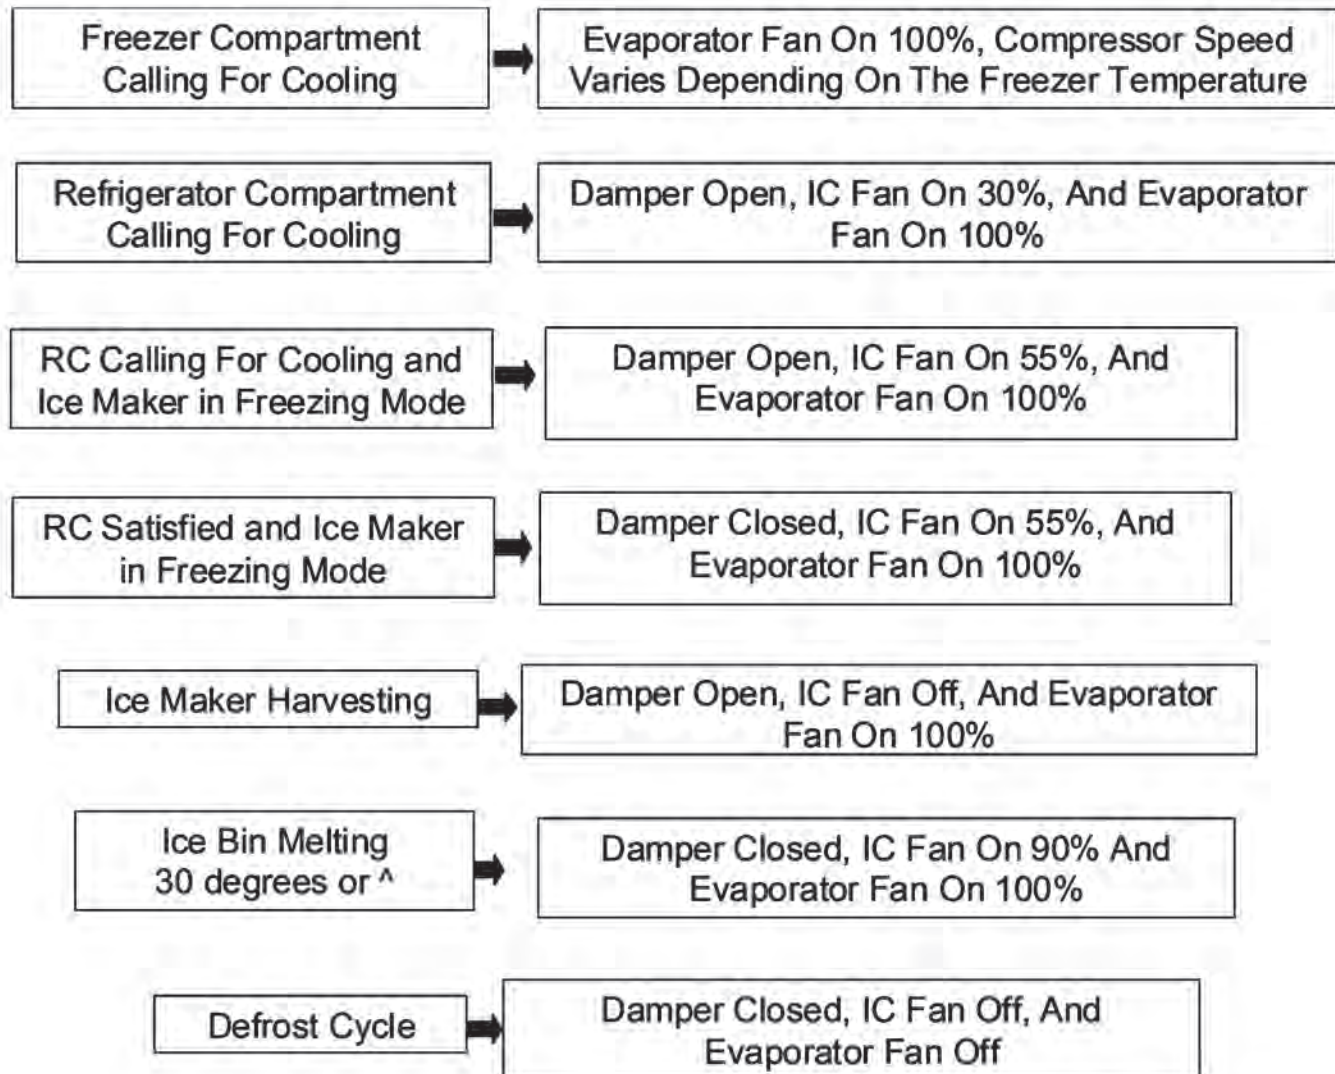 Freezer Compartment
Calling For Cooling
Evaporator Fan On 100%, Compressor Speed
Varies Depending On The Freezer Temperature
Refrigerator Compartment
Calling For Cooling
Damper Open, IC Fan On 30%, And Evaporator
Fan On 100%
RC Calling For Cooling and
Ice Maker in Freezing Mode
Damper Open, IC Fan On 55%, And
Evaporator Fan On 100%
RC Satisfied and Ice Maker
in Freezing Mode
Damper Closed, IC Fan On 55%, And
Evaporator Fan On 100%
Ice Maker Harvesting
Damper Open, IC Fan Off, And Evaporator
Fan On 100%
Ice Bin Melting
30 degrees or ^
Damper Closed, IC Fan On 90% And
Evaporator Fan On 100%
Defrost Cycle
Damper Closed, IC Fan Off, And
Evaporator Fan Off